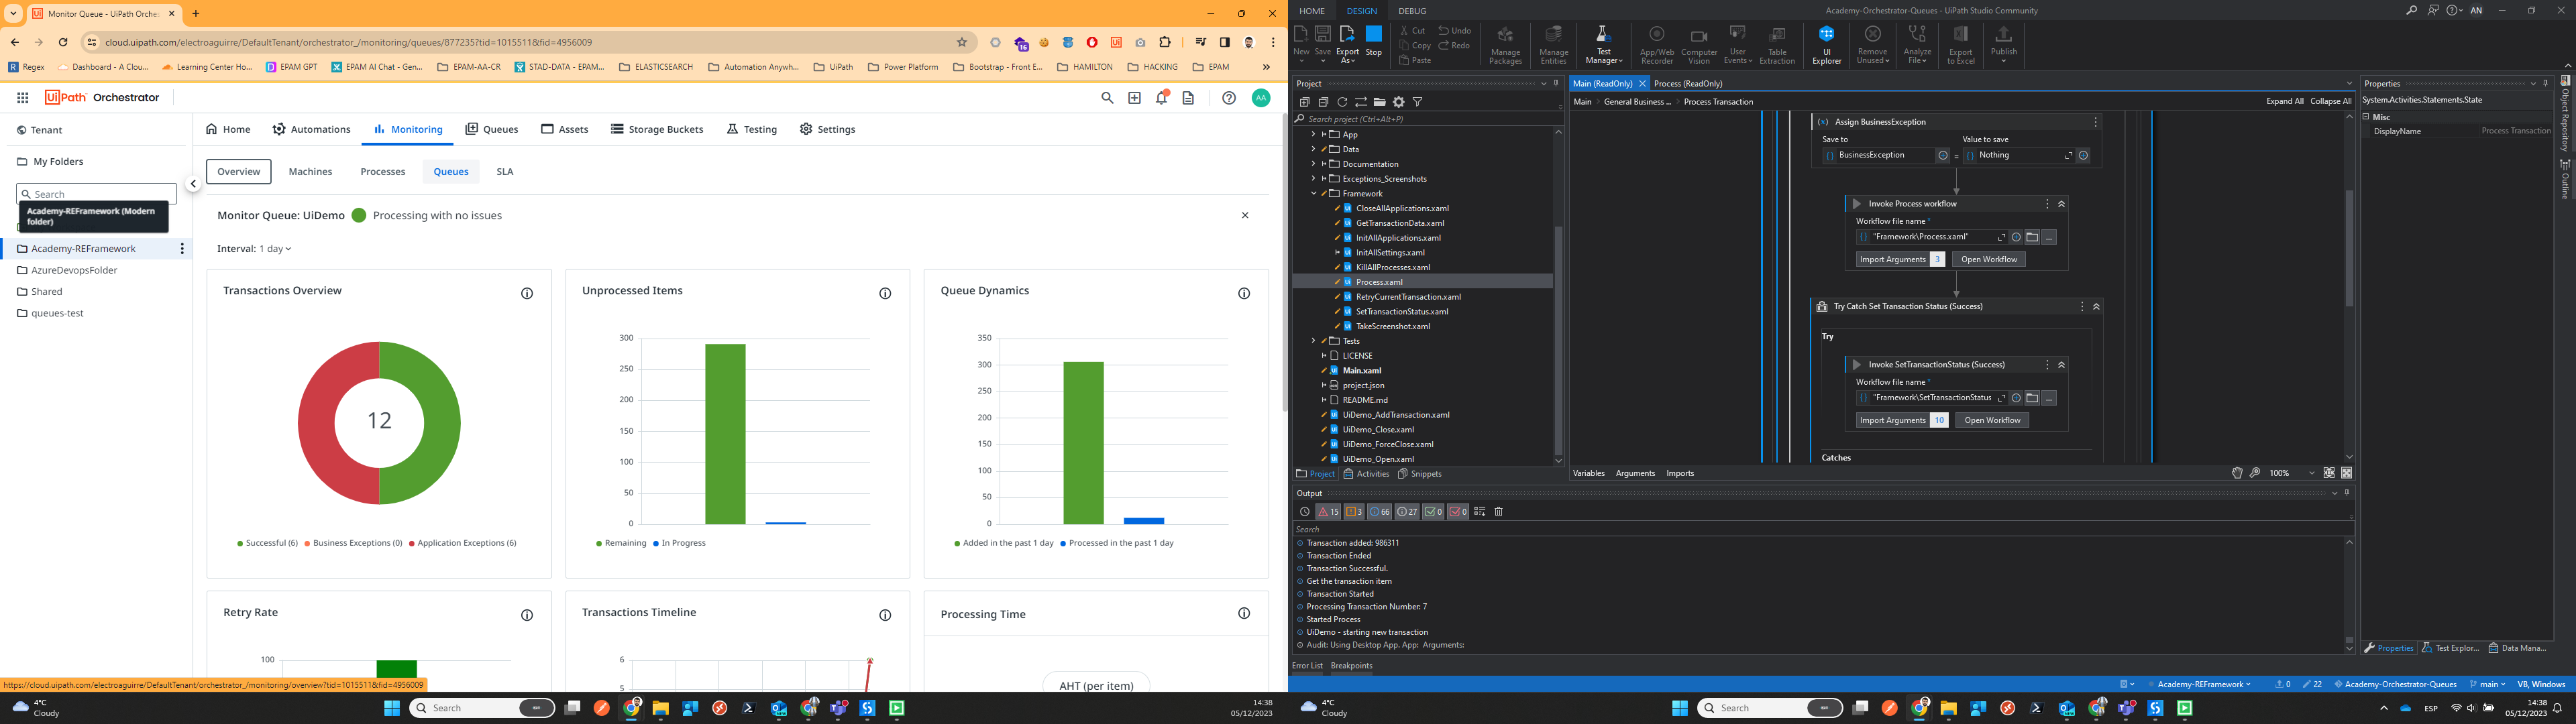 Monitor Queue - UiPath Orches
cloud.uipath.com/electroaguirre/DefaultTenant/orchestrator_/monitoring/queues/877235?tid=1015511&fid=4956009
Regex
Dashboard - A Clou...
Learning Center Ho...
EPAM GPT
EPAM AI Chat - Gen...
EPAM-AA-CR
STAD-DATA - EPAM...
ELASTICSEARCH
Automation Anywh...
UiPath
Power Platform
Bootstrap - Front E...
HAMILTON
HACKING
EPAM
UiPath Orchestrator
AA
Tenant
My Folders
Search
Academy-REFramework (Modern folder)
Academy-REFramework
AzureDevopsFolder
Shared
queues-test
Home
Automations
Monitoring
Queues
Assets
Storage Buckets
Testing
Settings
Overview
Machines
Processes
Queues
SLA
Monitor Queue: UiDemo
Processing with no issues
Interval: 1 day
Transactions Overview
12
Successful (6)
Business Exceptions (0)
Application Exceptions (6)
Unprocessed Items
300
250
200
150
100
50
0
Remaining
In Progress
Queue Dynamics
350
300
250
200
150
100
50
0
Added in the past 1 day
Processed in the past 1 day
Retry Rate
100
Transactions Timeline
6
5
Processing Time
AHT (per item)
https://cloud.uipath.com/electroaguirre/DefaultTenant/orchestrator_/monitoring/overview?tid=1015511&fid=4956009
4°C
Cloudy
Search
14:38
05/12/2023
HOME
DESIGN
DEBUG
Academy-Orchestrator-Queues - UiPath Studio Community
AN
New
Save
Export As
Stop
Cut
Copy
Paste
Undo
Redo
Manage Packages
Manage Entities
Test Manager
App/Web Recorder
Computer Vision
User Events
Table Extraction
UI Explorer
Remove Unused
Analyze File
Export to Excel
Publish
Project
Search project (Ctrl+Alt+P)
App
Data
Documentation
Exceptions_Screenshots
Framework
CloseAllApplications.xaml
GetTransactionData.xaml
InitAllApplications.xaml
InitAllSettings.xaml
KillAllProcesses.xaml
Process.xaml
RetryCurrentTransaction.xaml
SetTransactionStatus.xaml
TakeScreenshot.xaml
Tests
LICENSE
Main.xaml
project.json
README.md
UiDemo_AddTransaction.xaml
UiDemo_Close.xaml
UiDemo_ForceClose.xaml
UiDemo_Open.xaml
Project
Activities
Snippets
Main (ReadOnly)
Process (ReadOnly)
Main > General Business ... > Process Transaction
Expand All
Collapse All
Assign BusinessException
Save to
Value to save
BusinessException
=
Nothing
Invoke Process workflow
Workflow file name *
"Framework\Process.xaml"
Import Arguments 3
Open Workflow
Try Catch Set Transaction Status (Success)
Try
Invoke SetTransactionStatus (Success)
Workflow file name *
"Framework\SetTransactionStatus
Import Arguments 10
Open Workflow
Catches
Variables
Arguments
Imports
100%
Properties
System.Activities.Statements.State
Misc
DisplayName
Process Transaction
Object Repository
Outline
Output
15
3
66
27
0
0
Search
Transaction added: 986311
Transaction Ended
Transaction Successful.
Get the transaction item
Transaction Started
Processing Transaction Number: 7
Started Process
UiDemo - starting new transaction
Audit: Using Desktop App. App: Arguments:
Error List
Breakpoints
Properties
Test Explor...
Data Mana...
Academy-REFramework
0
22
Academy-Orchestrator-Queues
main
VB, Windows
4°C
Cloudy
Search
ESP
14:38
05/12/2023